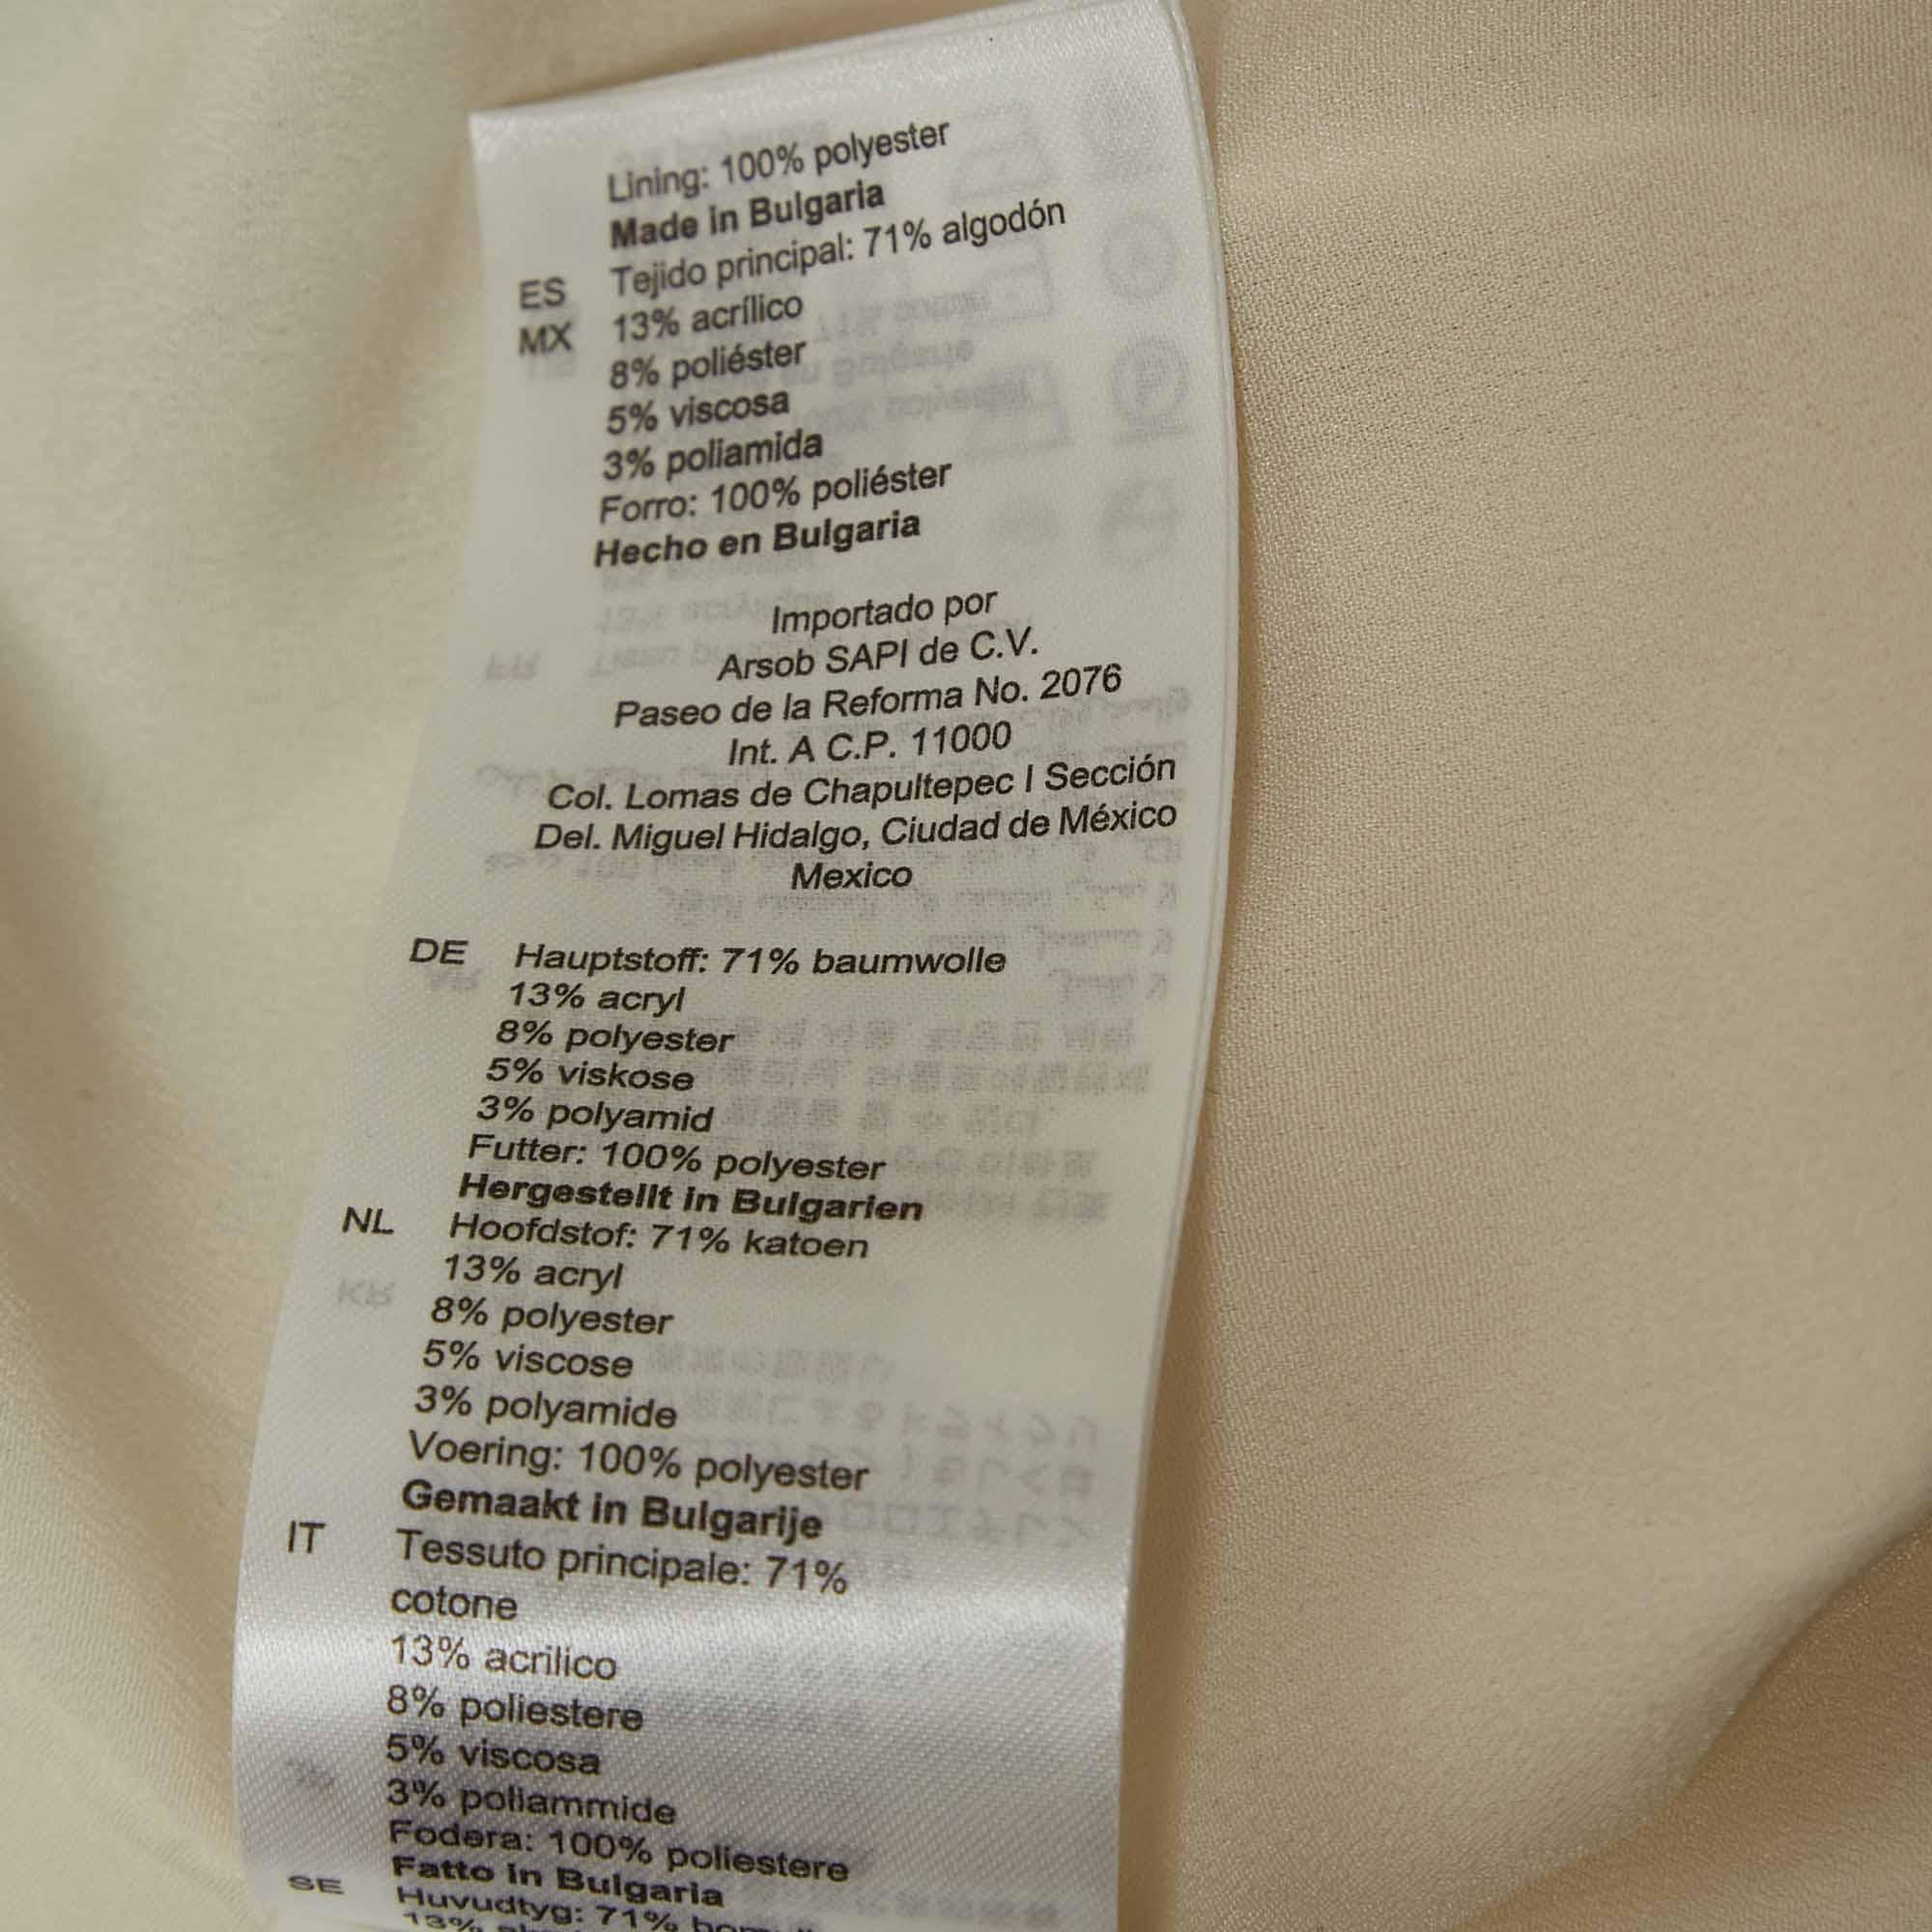 Lining: 100% polyester
Made in Bulgaria
ES Tejido principal: 71% algodón
MX 13% acrílico
8% poliéster
5% viscosa
3% poliamida
Forro: 100% poliéster
Hecho en Bulgaria
Importado por
Arsob SAPI de C.V.
Paseo de la Reforma No. 2076
Int. A C.P. 11000
Col. Lomas de Chapultepec I Sección
Del. Miguel Hidalgo, Ciudad de México
Mexico
DE Hauptstoff: 71% baumwolle
13% acryl
8% polyester
5% viskose
3% polyamid
Futter: 100% polyester
Hergestellt in Bulgarien
NL Hoofdstof: 71% katoen
13% acryl
8% polyester
5% viscose
3% polyamide
Voering: 100% polyester
Gemaakt in Bulgarije
IT Tessuto principale: 71%
cotone
13% acrilico
8% poliestere
5% viscosa
3% poliammide
Fodera: 100% poliestere
Fatto in Bulgaria
SE Huvudtyg: 71%
13%